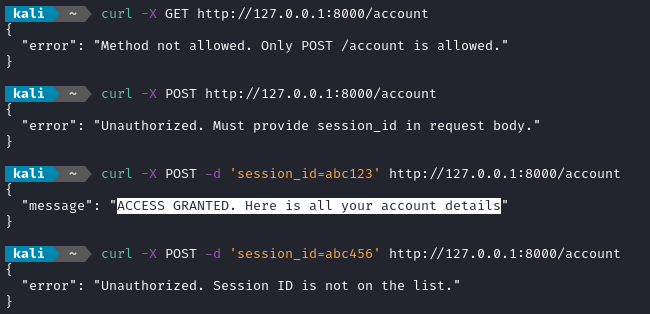 kali ~ curl -X GET http://127.0.0.1:8000/account
{
  "error": "Method not allowed. Only POST /account is allowed."
}
kali ~ curl -X POST http://127.0.0.1:8000/account
{
  "error": "Unauthorized. Must provide session_id in request body."
}
kali ~ curl -X POST -d 'session_id=abc123' http://127.0.0.1:8000/account
{
  "message": "ACCESS GRANTED. Here is all your account details"
}
kali ~ curl -X POST -d 'session_id=abc456' http://127.0.0.1:8000/account
{
  "error": "Unauthorized. Session ID is not on the list."
}